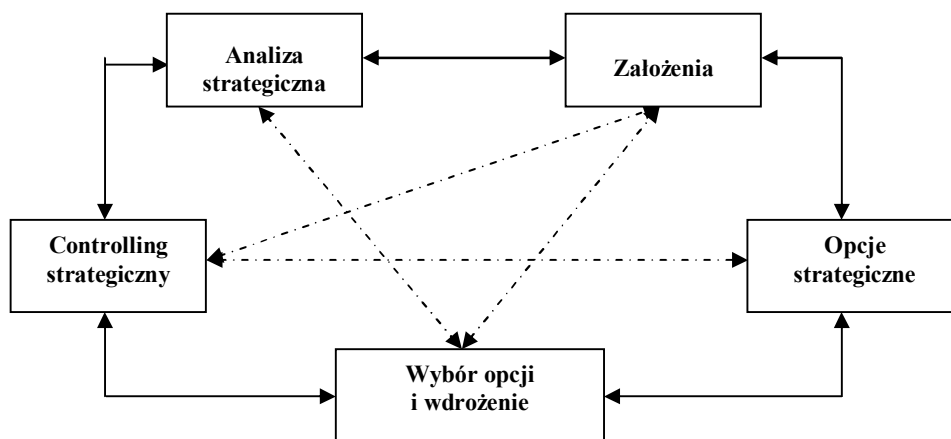 Analiza
strategiczna
Założenia
Controlling
strategiczny
Opcje
strategiczne
Wybór opcji
i wdrożenie